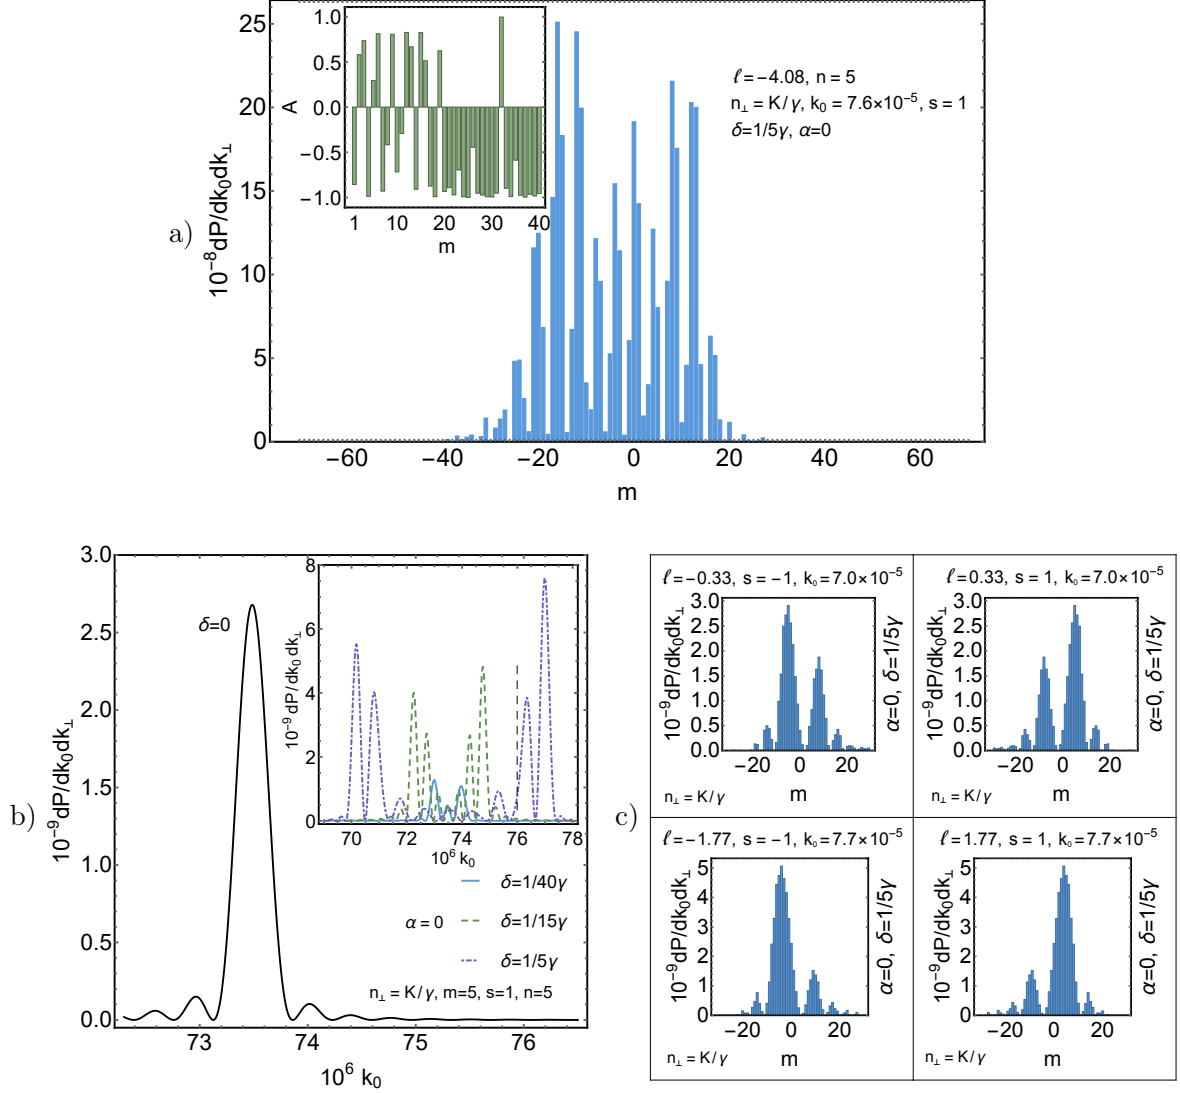 a)
10⁻⁸dP/dk₀dk⊥
25
20
15
10
5
0
−60 −40 −20 0 20 40 60
m
A
1.0
0.5
0.0
−0.5
−1.0
1 10 20 30 40
m
ℓ=−4.08, n=5
n⊥=K/γ, k₀=7.6×10⁻⁵, s=1
δ=1/5γ, α=0
b)
10⁻⁹dP/dk₀dk⊥
3.0
2.5
2.0
1.5
1.0
0.5
0.0
73 74 75 76
10⁶ k₀
δ=0
10⁻⁹ dP/dk₀ dk⊥
8
6
4
2
0
70 72 74 76 78
10⁶ k₀
δ=1/40γ
α=0 δ=1/15γ
δ=1/5γ
n⊥=K/γ, m=5, s=1, n=5
c)
ℓ=−0.33, s=−1, k₀=7.0×10⁻⁵
10⁻⁹dP/dk₀dk⊥
3.0
2.5
2.0
1.5
1.0
0.5
0.0
−20 0 20
m
n⊥=K/γ
α=0, δ=1/5γ
ℓ=0.33, s=1, k₀=7.0×10⁻⁵
10⁻⁹dP/dk₀dk⊥
3.0
2.5
2.0
1.5
1.0
0.5
0.0
−20 0 20
m
n⊥=K/γ
α=0, δ=1/5γ
ℓ=−1.77, s=−1, k₀=7.7×10⁻⁵
10⁻⁹dP/dk₀dk⊥
5
4
3
2
1
0
−20 0 20
m
n⊥=K/γ
α=0, δ=1/5γ
ℓ=1.77, s=1, k₀=7.7×10⁻⁵
10⁻⁹dP/dk₀dk⊥
5
4
3
2
1
0
−20 0 20
m
n⊥=K/γ
α=0, δ=1/5γ